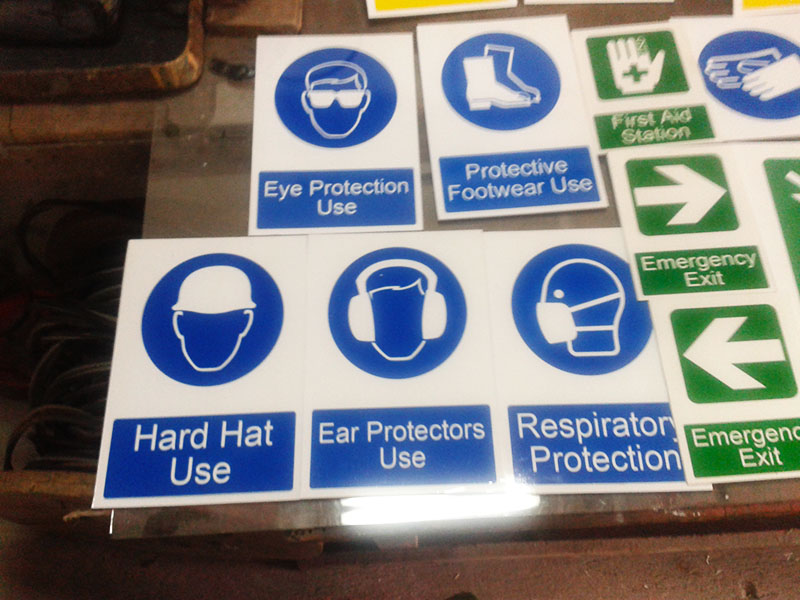 Eye Protection
Use
Protective
Footwear Use
First Aid
Station
Emergency
Exit
Hard Hat
Use
Ear Protectors
Use
Respiratory
Protection
Emergenc
Exit